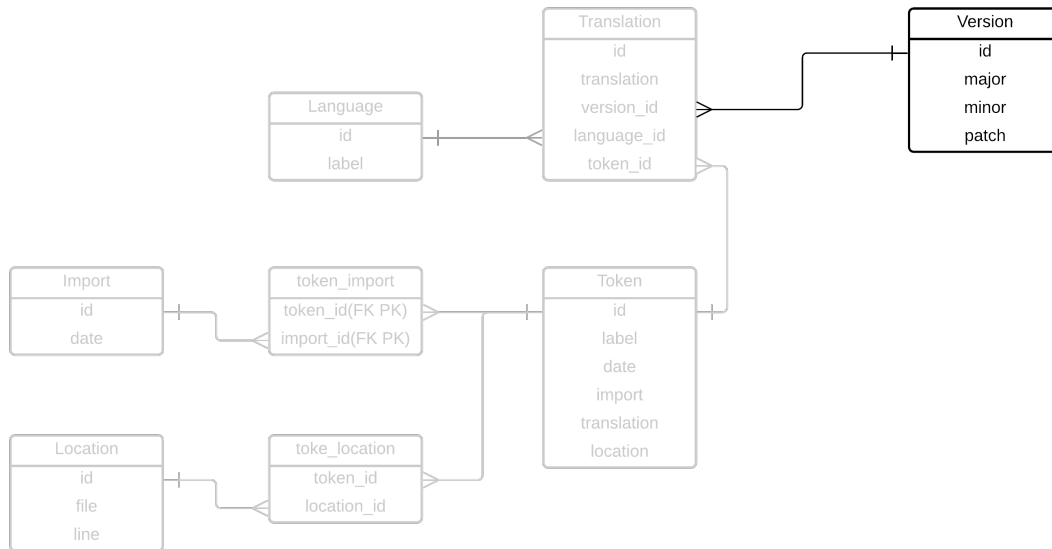 Translation
id
translation
version_id
language_id
token_id
Version
id
major
minor
patch
Language
id
label
Import
id
date
token_import
token_id(FK PK)
import_id(FK PK)
Token
id
label
date
import
translation
location
Location
id
file
line
toke_location
token_id
location_id